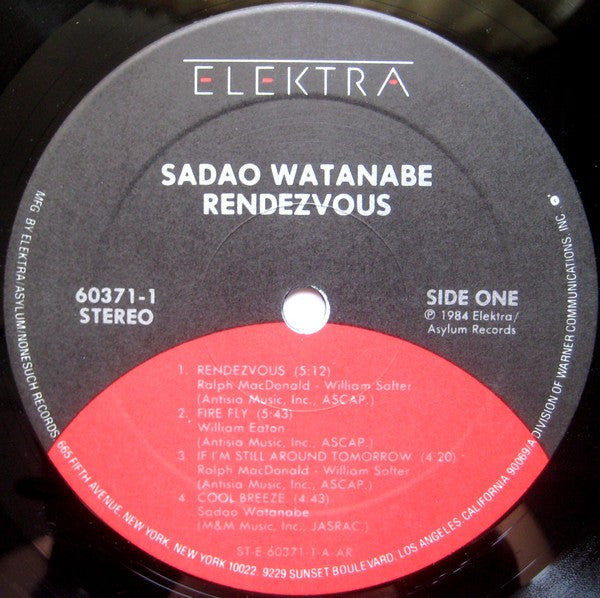 ELEKTRA
SADAO WATANABE
RENDEZVOUS
60371-1
STEREO
SIDE ONE
℗ 1984 Elektra/
Asylum Records
1. RENDEZVOUS (5:12)
Ralph MacDonald - William Salter
(Antisia Music, Inc., ASCAP.)
2. FIRE FLY (5:43)
William Eaton
(Antisia Music, Inc., ASCAP.)
3. IF I'M STILL AROUND TOMORROW (4:20)
Ralph MacDonald - William Salter
(Antisia Music, Inc., ASCAP.)
4. COOL BREEZE (4:43)
Sadao Watanabe
(M&M Music, Inc., JASRAC.)
ST-E 60371-1-A AR
MFG. BY ELEKTRA/ASYLUM/NONESUCH RECORDS, 665 FIFTH AVENUE, NEW YORK, NEW YORK 10022. 9229 SUNSET BOULEVARD, LOS ANGELES, CALIFORNIA 90069/A DIVISION OF WARNER COMMUNICATIONS, INC.